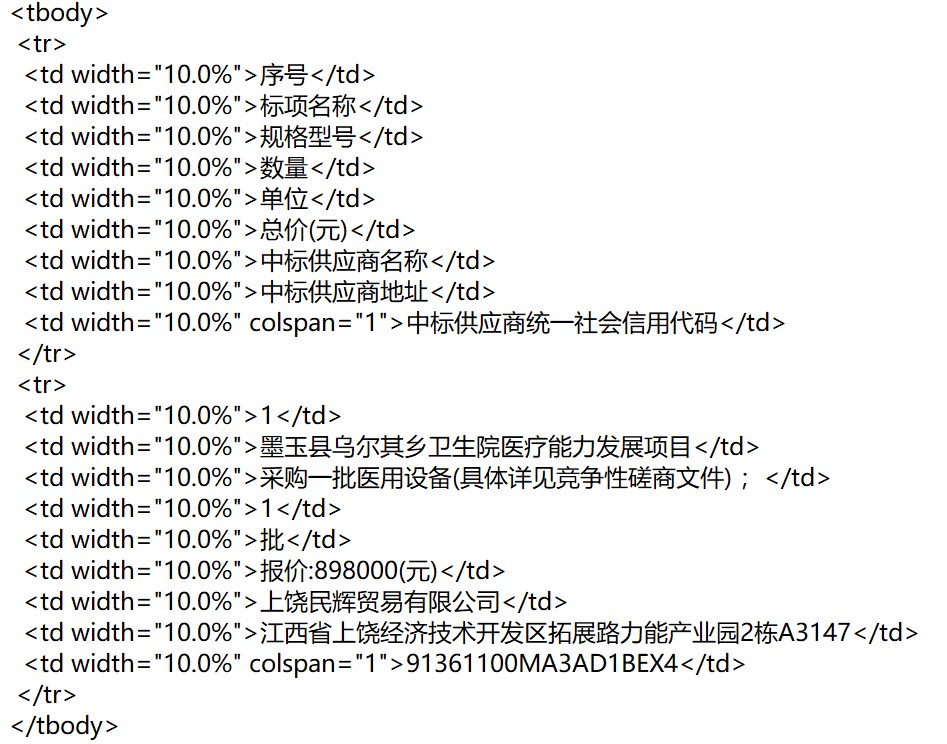 <tbody>
<tr>
<td width="10.0%">序号</td>
<td width="10.0%">标项名称</td>
<td width="10.0%">规格型号</td>
<td width="10.0%">数量</td>
<td width="10.0%">单位</td>
<td width="10.0%">总价(元)</td>
<td width="10.0%">中标供应商名称</td>
<td width="10.0%">中标供应商地址</td>
<td width="10.0%" colspan="1">中标供应商统一社会信用代码</td>
</tr>
<tr>
<td width="10.0%">1</td>
<td width="10.0%">墨玉县乌尔其乡卫生院医疗能力发展项目</td>
<td width="10.0%">采购一批医用设备(具体详见竞争性磋商文件) ；</td>
<td width="10.0%">1</td>
<td width="10.0%">批</td>
<td width="10.0%">报价:898000(元)</td>
<td width="10.0%">上饶民辉贸易有限公司</td>
<td width="10.0%">江西省上饶经济技术开发区拓展路力能产业园2栋A3147</td>
<td width="10.0%" colspan="1">91361100MA3AD1BEX4</td>
</tr>
</tbody>